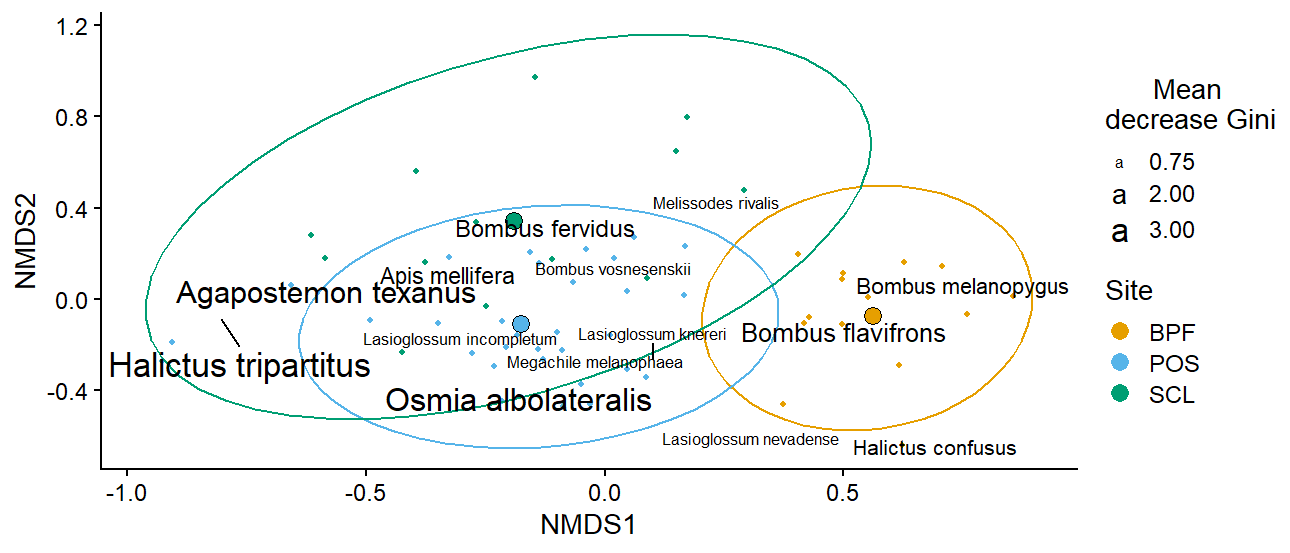 1.2
0.8
0.4
0.0
-0.4
NMDS2
-1.0
-0.5
0.0
0.5
NMDS1
Melissodes rivalis
Bombus fervidus
Bombus vosnesenskii
Apis mellifera
Agapostemon texanus
Bombus melanopygus
Bombus flavifrons
Lasioglossum knereri
Lasioglossum incompletum
Megachile melanophaea
Halictus tripartitus
Osmia albolateralis
Lasioglossum nevadense
Halictus confusus
Mean
decrease Gini
a 0.75
a 2.00
a 3.00
Site
BPF
POS
SCL